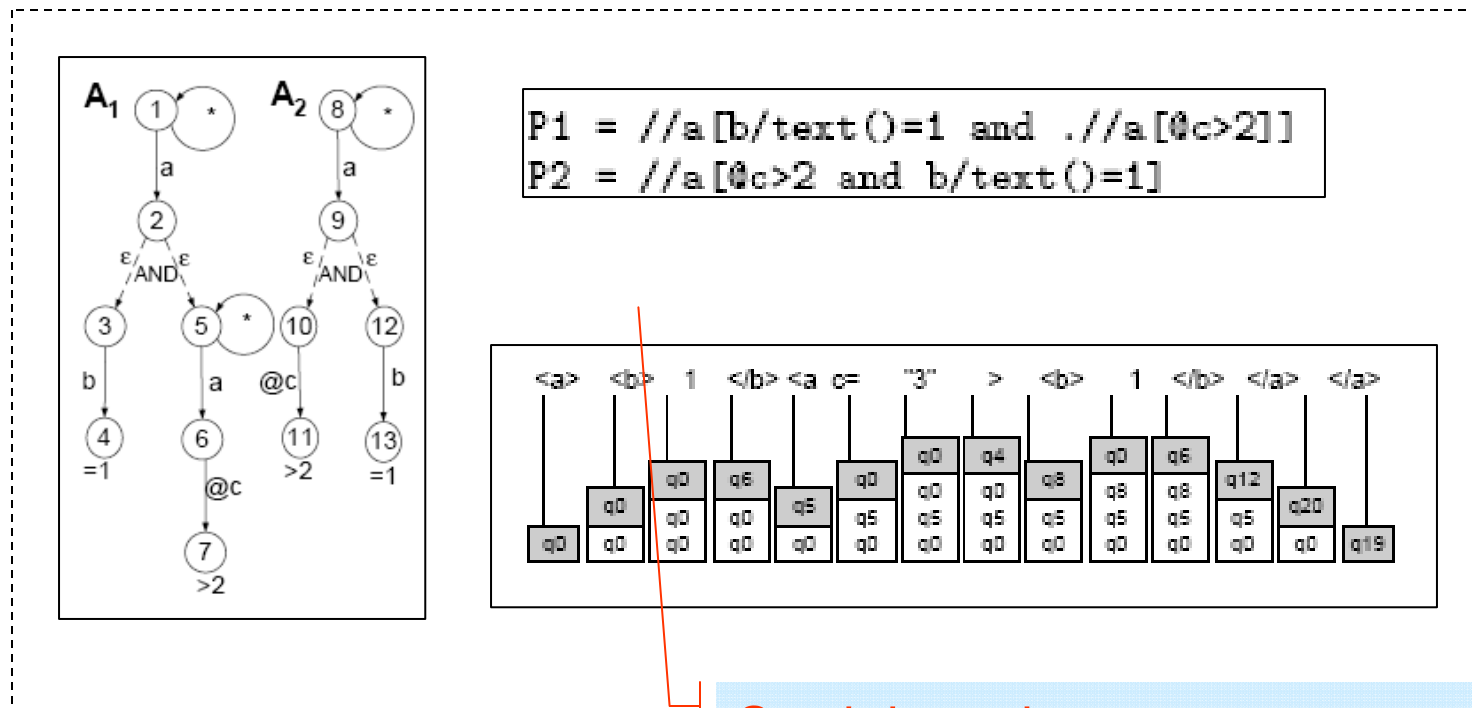 A1 1 * A2 8 *
a a
2 9
ε AND ε ε AND ε
3 5 * 10 12
b a @c b
4 6 11 13
=1 >2 =1
@c
7
>2
P1 = //a[b/text()=1 and .//a[@c>2]]
P2 = //a[@c>2 and b/text()=1]
<a> <b> 1 </b> <a c= "3" > <b> 1 </b> </a> </a>
q0 q4 q0 q6
q0 q6 q0 q0 q0 q8 q8 q8 q12
q0 q0 q0 q5 q5 q5 q5 q5 q5 q5 q5 q20
q0 q0 q0 q0 q0 q0 q0 q0 q0 q0 q0 q0 q0 q19